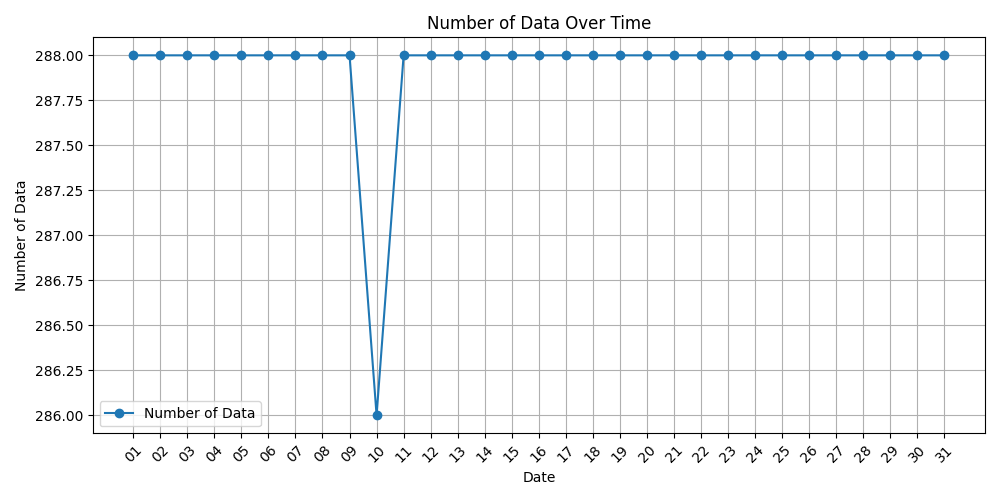 Number of Data Over Time
Number of Data
288.00
287.75
287.50
287.25
287.00
286.75
286.50
286.25
286.00
Number of Data
01 02 03 04 05 06 07 08 09 10 11 12 13 14 15 16 17 18 19 20 21 22 23 24 25 26 27 28 29 30 31
Date